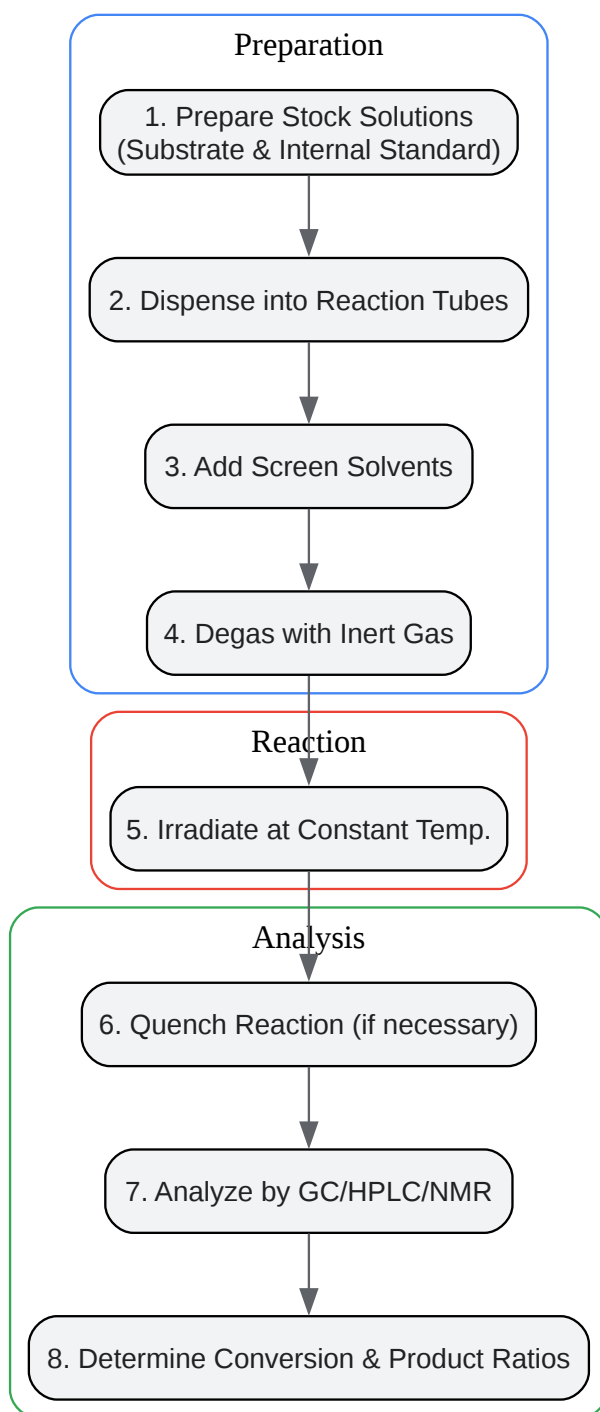 Preparation
1. Prepare Stock Solutions
(Substrate & Internal Standard)
2. Dispense into Reaction Tubes
3. Add Screen Solvents
4. Degas with Inert Gas
Reaction
5. Irradiate at Constant Temp.
Analysis
6. Quench Reaction (if necessary)
7. Analyze by GC/HPLC/NMR
8. Determine Conversion & Product Ratios